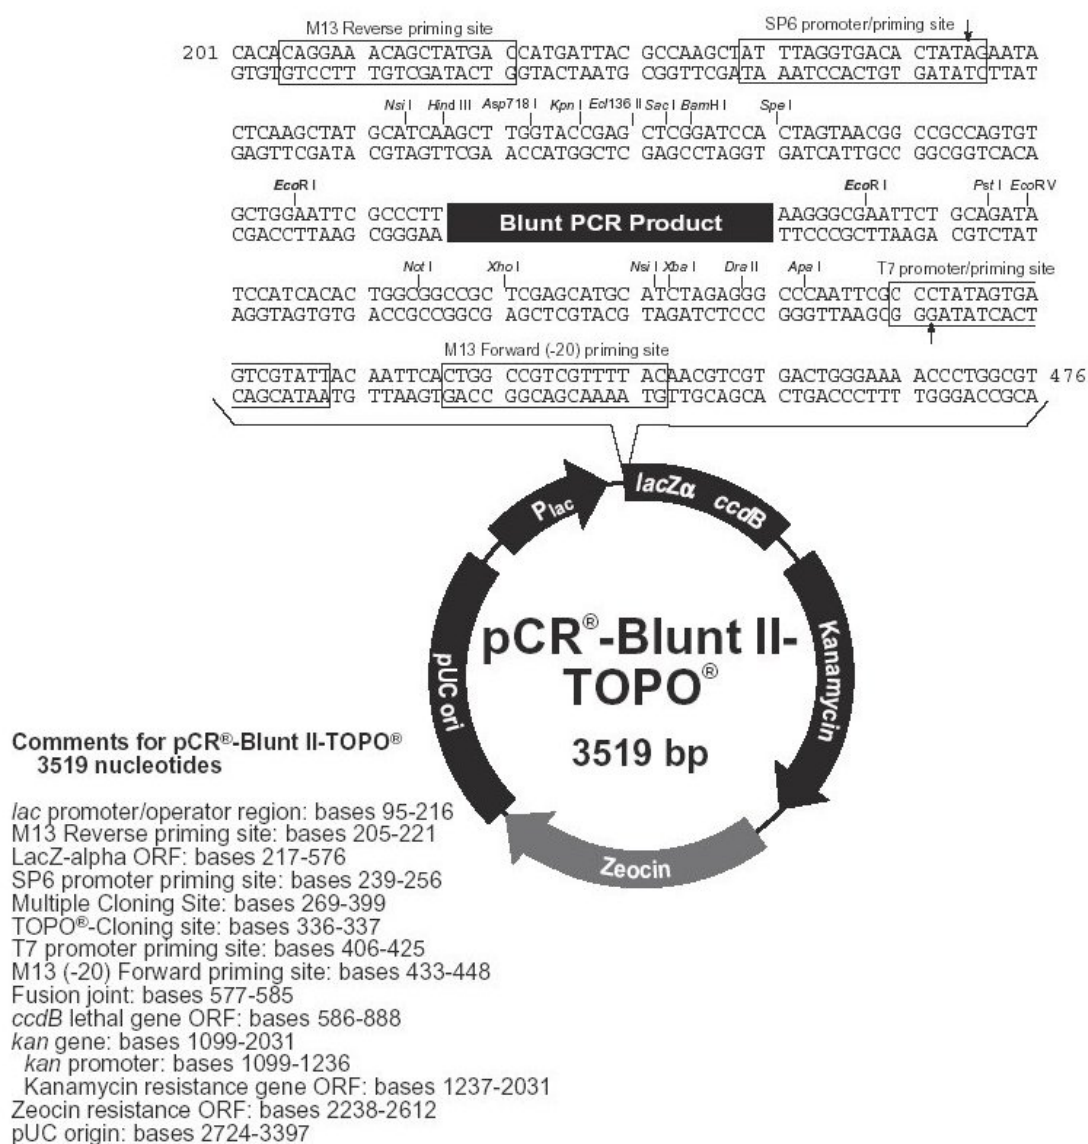 M13 Reverse priming site SP6 promoter/priming site
201 CACACAGGAA ACAGCTATGAC CATGATTACG CCAAGCTATT TAGGTGACAC TATAGAATA
GTGTGTCCTT TGTCGATACTG GTACTAATGC GGTTCGATAA ATCCACTGTG ATATCTTAT
Nsi I Hind III Asp718 I Kpn I Ecl136 II Sac I BamH I Spe I
CTCAAGCTAT GCATCAAGCT TGGTACCGAG CTCGGATCCA CTAGTAACGG CCGCCAGTGT
GAGTTCGATA CGTAGTTCGA ACCATGGCTC GAGCCTAGGT GATCATTGCC GGCGGTCACA
EcoR I EcoR I Pst I EcoR V
GCTGGAATTC GCCCTT Blunt PCR Product AAGGGCGAATTCT GCAGATA
CGACCTTAAG CGGGAA TTCCCGCTTAAGA CGTCTAT
Not I Xho I Nsi I Xba I Dra II Apa I T7 promoter/priming site
TCCATCACAC TGGCGGCCGC TCGAGCATGC ATCTAGAGGG CCCAATTCGC CCTATAGTGA
AGGTAGTGTG ACCGCCGGCG AGCTCGTACG TAGATCTCCC GGGTTAAGCG GGATATCACT
M13 Forward (-20) priming site
GTCGTATTAC AATTCACTGG CCGTCGTTTT ACAACGTCGT GACTGGGAAA ACCCTGGCGT 476
CAGCATAATG TTAAGTGACC GGCAGCAAAA TGTTGCAGCA CTGACCCTTT TGGGACCGCA
Plac
lacZα ccdB
Kanamycin
pUC ori
Zeocin
pCR®-Blunt II-
TOPO®
3519 bp
Comments for pCR®-Blunt II-TOPO®
3519 nucleotides
lac promoter/operator region: bases 95-216
M13 Reverse priming site: bases 205-221
LacZ-alpha ORF: bases 217-576
SP6 promoter priming site: bases 239-256
Multiple Cloning Site: bases 269-399
TOPO®-Cloning site: bases 336-337
T7 promoter priming site: bases 406-425
M13 (-20) Forward priming site: bases 433-448
Fusion joint: bases 577-585
ccdB lethal gene ORF: bases 586-888
kan gene: bases 1099-2031
kan promoter: bases 1099-1236
Kanamycin resistance gene ORF: bases 1237-2031
Zeocin resistance ORF: bases 2238-2612
pUC origin: bases 2724-3397